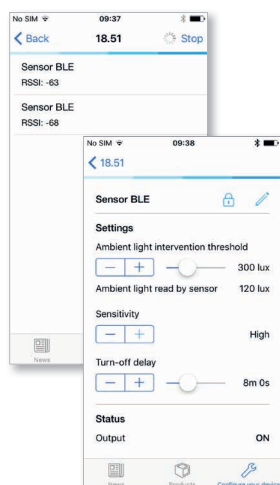 No SIM 09:37
Back 18.51 Stop
Sensor BLE
RSSI: -63
Sensor BLE
RSSI: -68
News
No SIM 09:38
18.51
Sensor BLE
Settings
Ambient light intervention threshold
− + 300 lux
Ambient light read by sensor 120 lux
Sensitivity
− + High
Turn-off delay
− + 8m 0s
Status
Output ON
News Products Configure your device